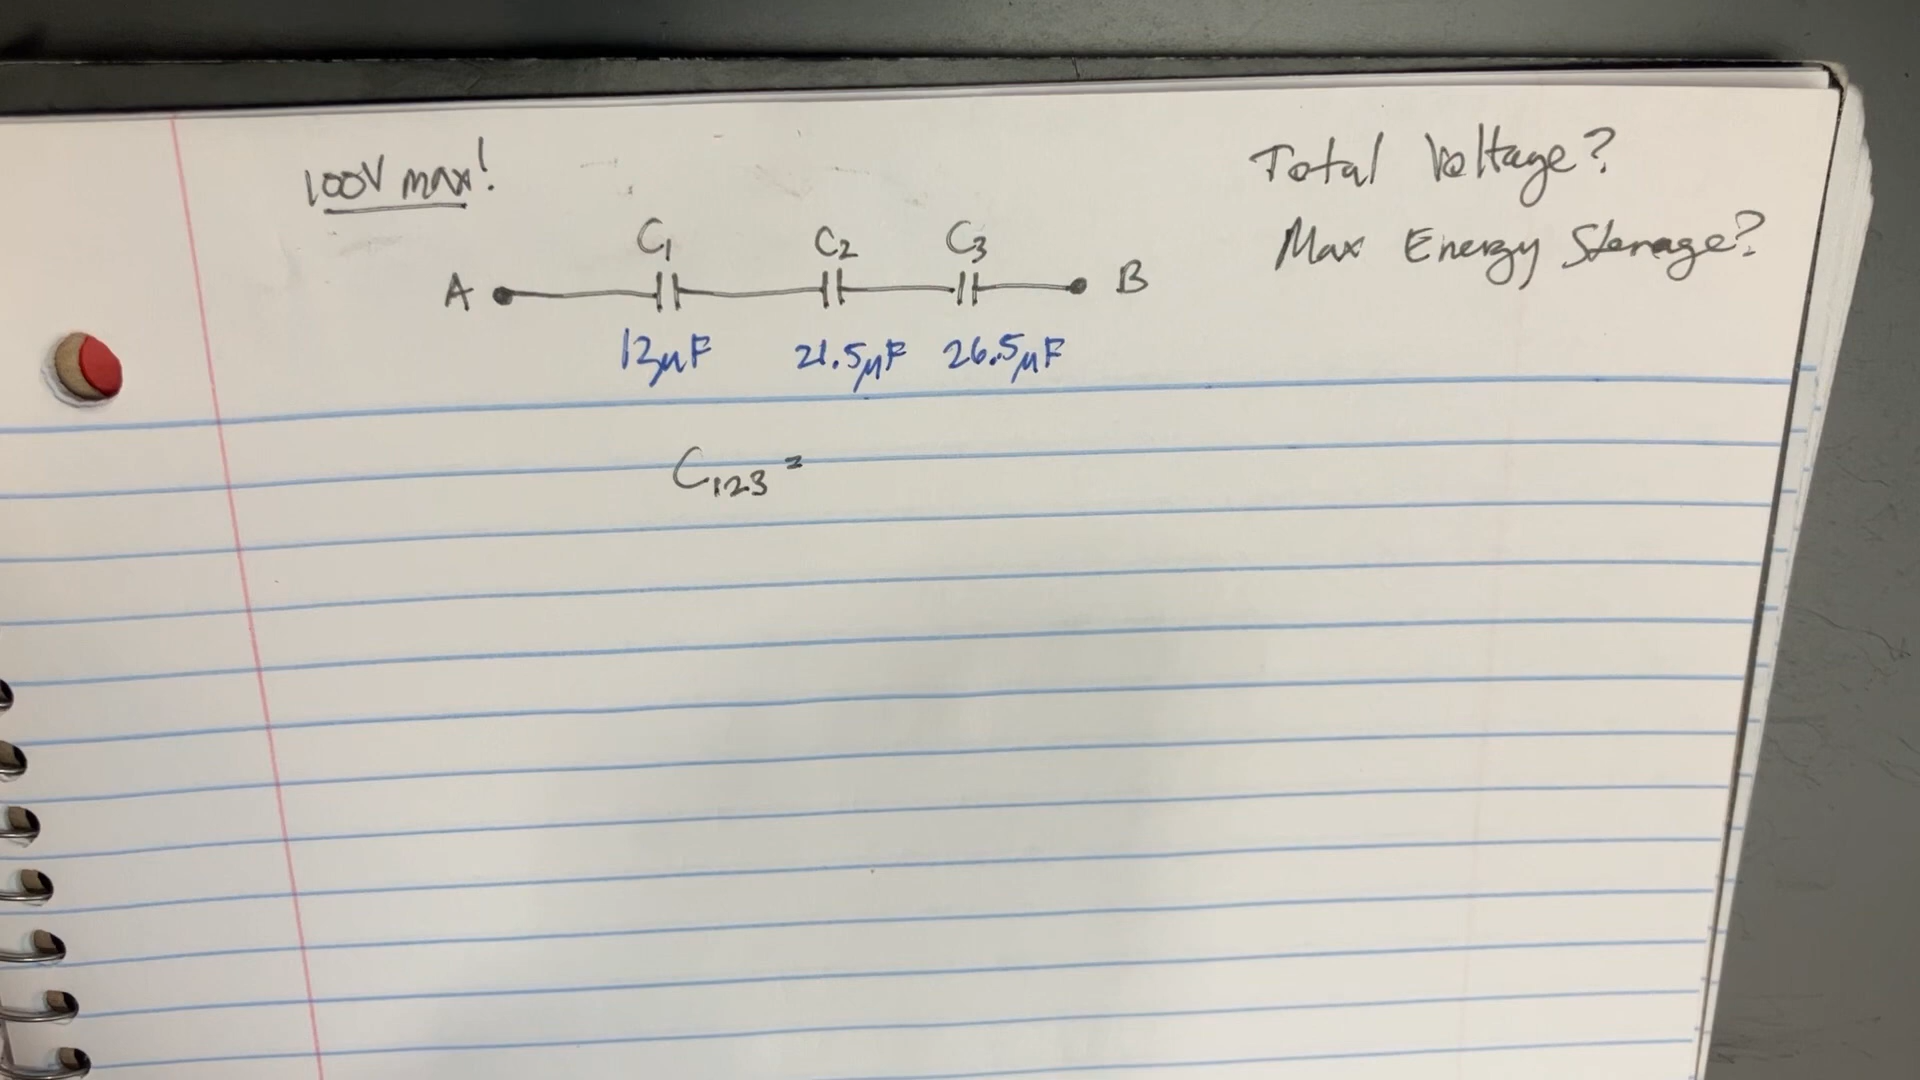 100V max!
Total Voltage?
Max Energy Storage?
C₁ C₂ C₃
A B
12μF 21.5μF 26.5μF
C₁₂₃ =